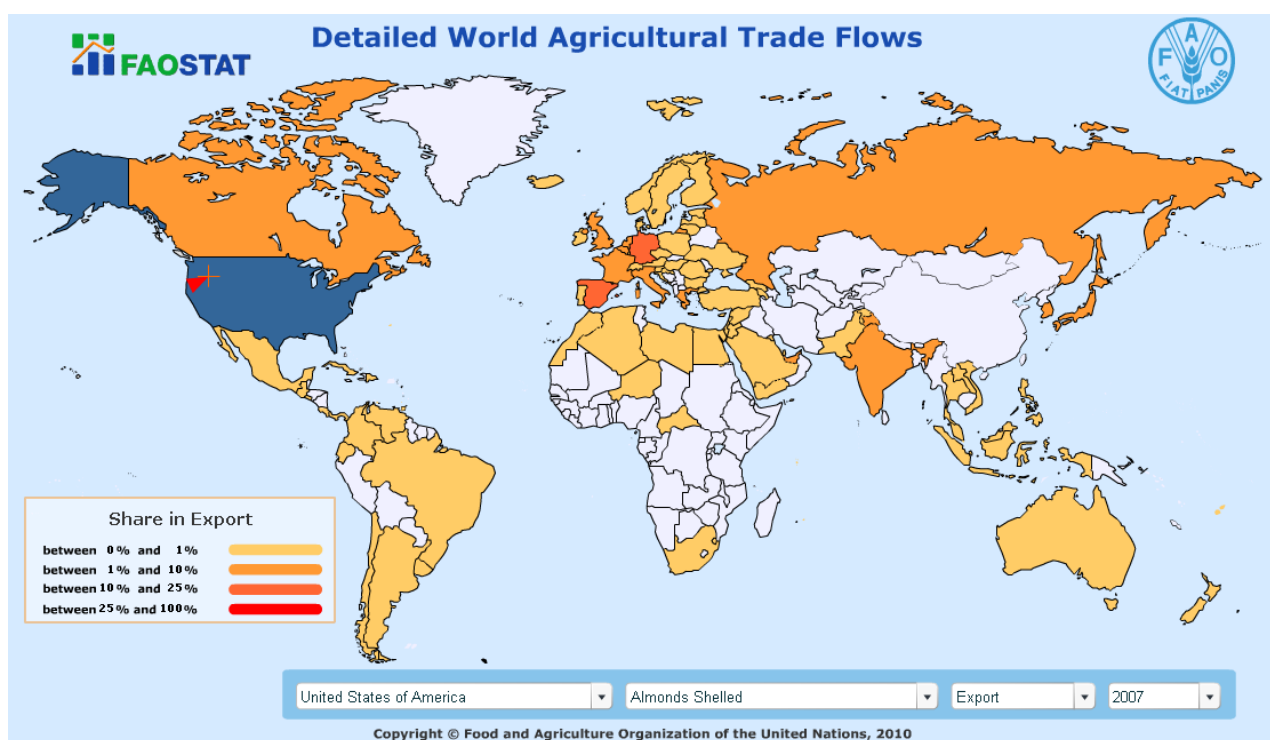 FAOSTAT
Detailed World Agricultural Trade Flows
F A O
FIAT PANIS
Share in Export
between 0% and 1%
between 1% and 10%
between 10% and 25%
between 25% and 100%
United States of America
Almonds Shelled
Export
2007
Copyright © Food and Agriculture Organization of the United Nations, 2010